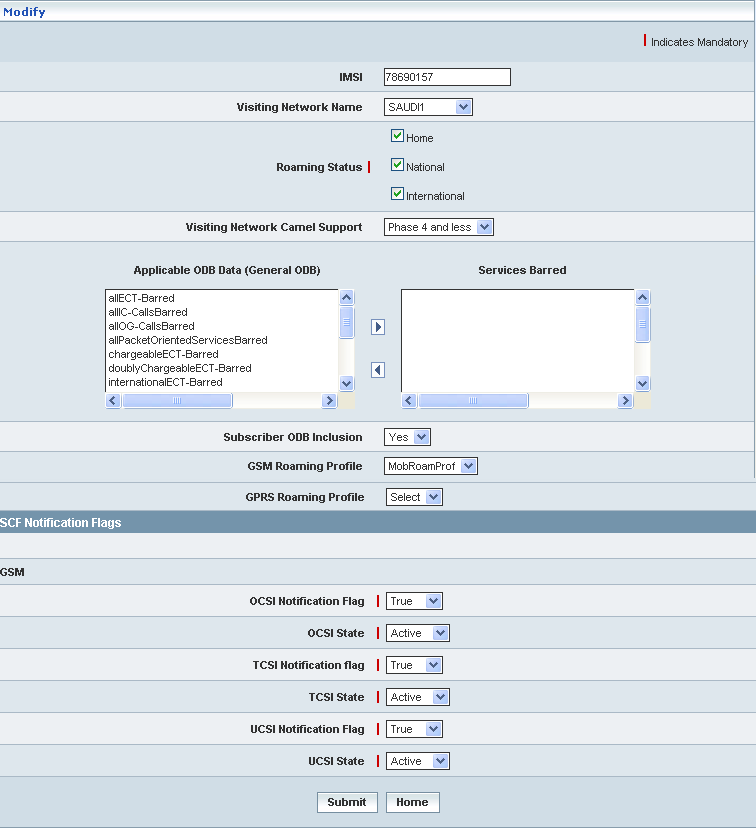 Modify
Indicates Mandatory
IMSI 78690157
Visiting Network Name SAUDI1
Home
Roaming Status National
International
Visiting Network Camel Support Phase 4 and less
Applicable ODB Data (General ODB) Services Barred
allECT-Barred
allIC-CallsBarred
allOG-CallsBarred
allPacketOrientedServicesBarred
chargeableECT-Barred
doublyChargeableECT-Barred
internationalECT-Barred
Subscriber ODB Inclusion Yes
GSM Roaming Profile MobRoamProf
GPRS Roaming Profile Select
SCF Notification Flags
GSM
OCSI Notification Flag True
OCSI State Active
TCSI Notification flag True
TCSI State Active
UCSI Notification Flag True
UCSI State Active
Submit Home